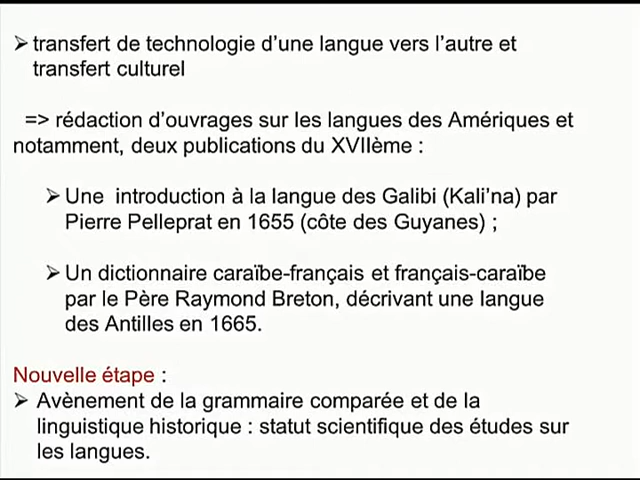 ➢ transfert de technologie d'une langue vers l'autre et
transfert culturel
=> rédaction d'ouvrages sur les langues des Amériques et
notamment, deux publications du XVIIème :
➢ Une introduction à la langue des Galibi (Kali'na) par
Pierre Pelleprat en 1655 (côte des Guyanes) ;
➢ Un dictionnaire caraïbe-français et français-caraïbe
par le Père Raymond Breton, décrivant une langue
des Antilles en 1665.
Nouvelle étape :
➢ Avènement de la grammaire comparée et de la
linguistique historique : statut scientifique des études sur
les langues.